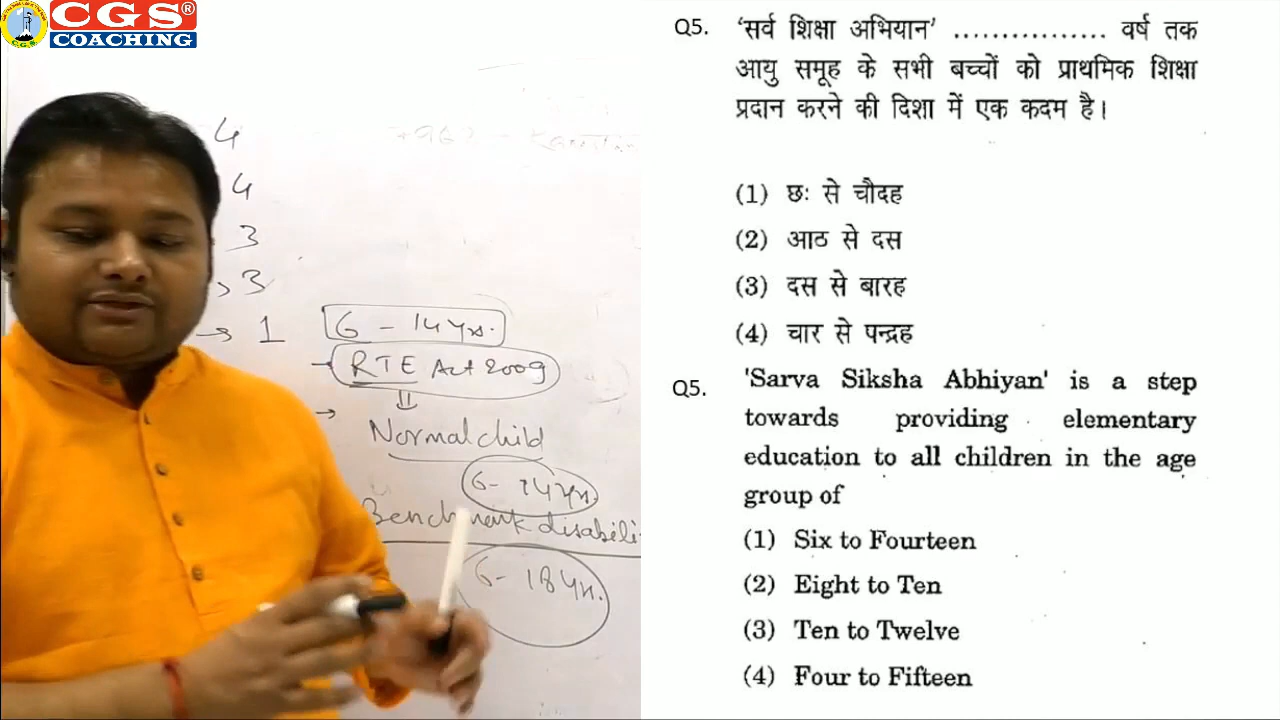 CGS®
COACHING
C.G.S.
4
4
3
3
→ 1
6 - 14 yrs.
RTE Act 2009
Normal child
6 - 14 yrs.
Benchmark disabili
6 - 18 yrs.
Q5. 'सर्व शिक्षा अभियान' ................ वर्ष तक
आयु समूह के सभी बच्चों को प्राथमिक शिक्षा
प्रदान करने की दिशा में एक कदम है।
(1) छः से चौदह
(2) आठ से दस
(3) दस से बारह
(4) चार से पन्द्रह
Q5. 'Sarva Siksha Abhiyan' is a step
towards providing elementary
education to all children in the age
group of
(1) Six to Fourteen
(2) Eight to Ten
(3) Ten to Twelve
(4) Four to Fifteen